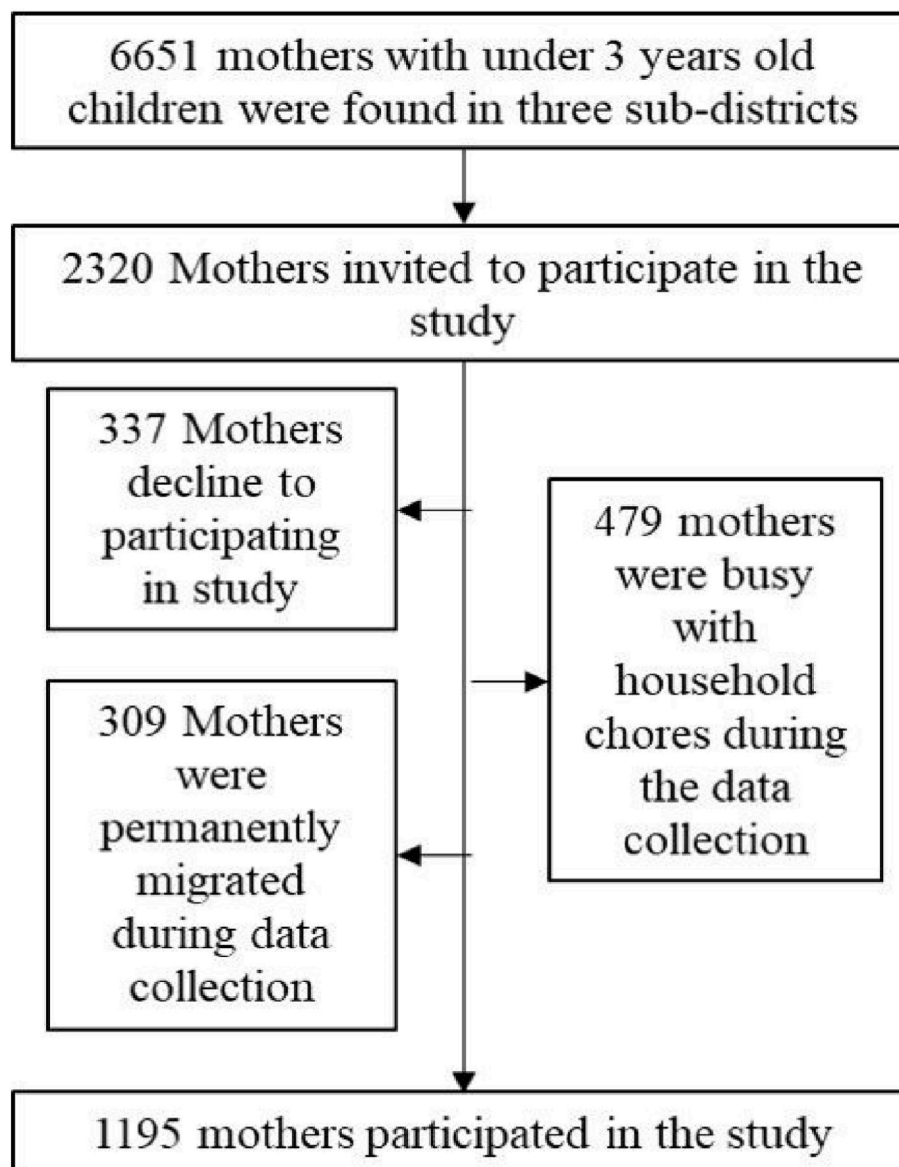 6651 mothers with under 3 years old
children were found in three sub-districts
2320 Mothers invited to participate in the
study
337 Mothers
decline to
participating
in study
479 mothers
were busy
with
household
chores during
the data
collection
309 Mothers
were
permanently
migrated
during data
collection
1195 mothers participated in the study